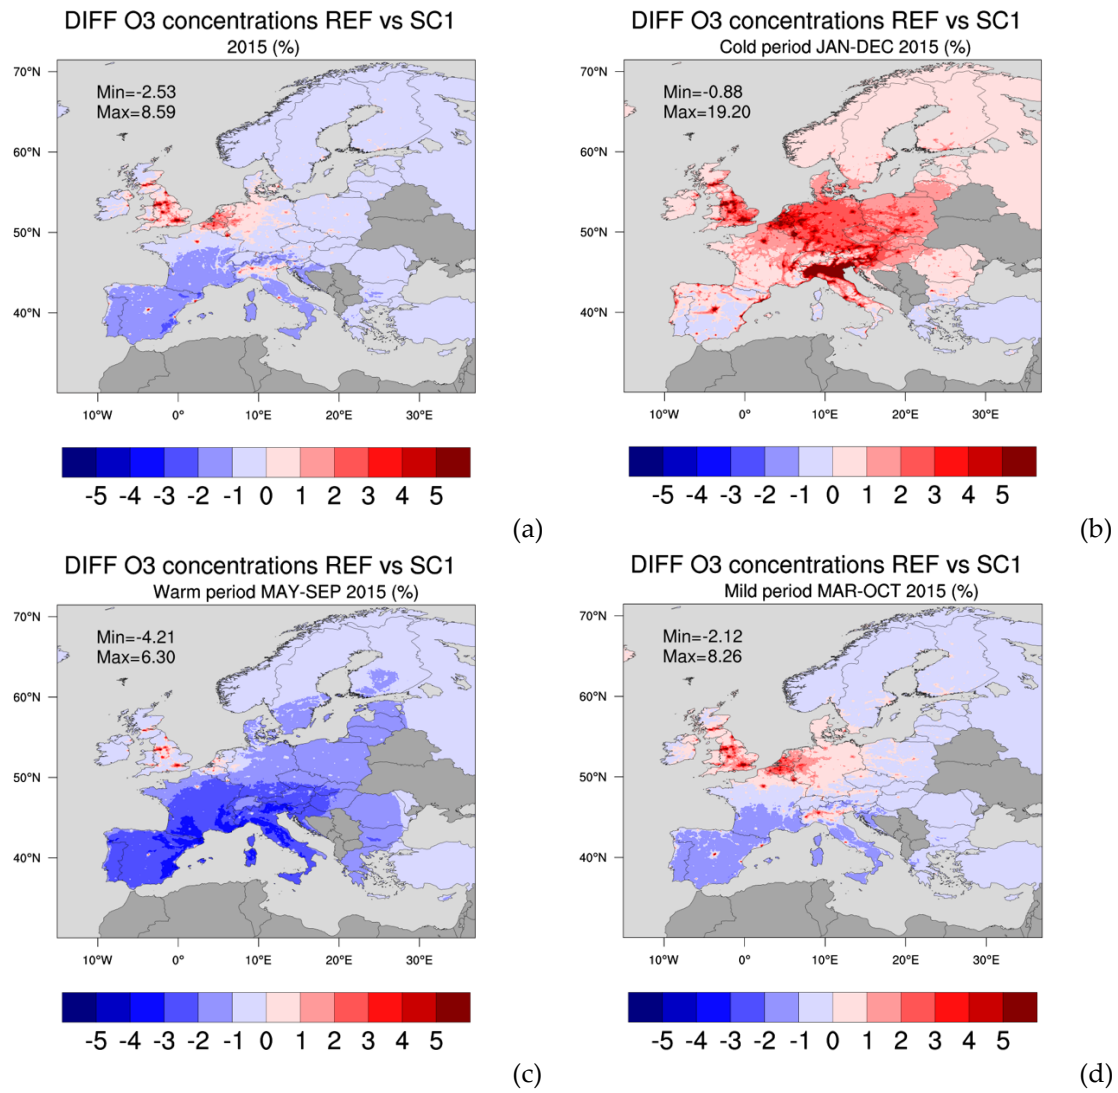 DIFF O3 concentrations REF vs SC1
2015 (%)
Min=-2.53
Max=8.59
70°N
60°N
50°N
40°N
10°W 0° 10°E 20°E 30°E
-5 -4 -3 -2 -1 0 1 2 3 4 5
(a)
DIFF O3 concentrations REF vs SC1
Cold period JAN-DEC 2015 (%)
Min=-0.88
Max=19.20
70°N
60°N
50°N
40°N
10°W 0° 10°E 20°E 30°E
-5 -4 -3 -2 -1 0 1 2 3 4 5
(b)
DIFF O3 concentrations REF vs SC1
Warm period MAY-SEP 2015 (%)
Min=-4.21
Max=6.30
70°N
60°N
50°N
40°N
10°W 0° 10°E 20°E 30°E
-5 -4 -3 -2 -1 0 1 2 3 4 5
(c)
DIFF O3 concentrations REF vs SC1
Mild period MAR-OCT 2015 (%)
Min=-2.12
Max=8.26
70°N
60°N
50°N
40°N
10°W 0° 10°E 20°E 30°E
-5 -4 -3 -2 -1 0 1 2 3 4 5
(d)